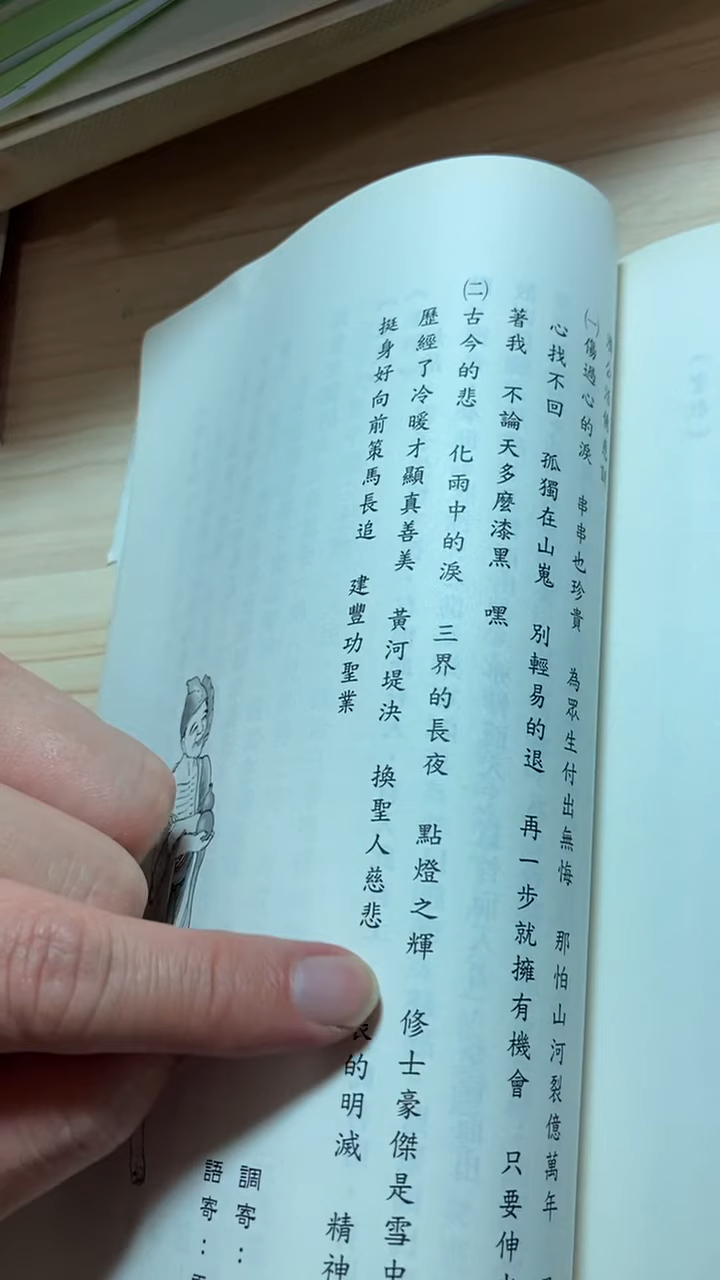 ㈠傷過心的淚　串串也珍貴　為眾生付出無悔　那怕山河裂億萬年
心找不回　孤獨在山嵬　別輕易的退　再一步就擁有機會　只要伸
著我　不論天多麼漆黑　嘿
㈡古今的悲　化雨中的淚　三界的長夜　點燈之輝　修士豪傑是雪中
歷經了冷暖才顯真善美　黃河堤決　換聖人慈悲　的明滅　精神
挺身好向前策馬長追　建豐功聖業
調寄：
語寄：